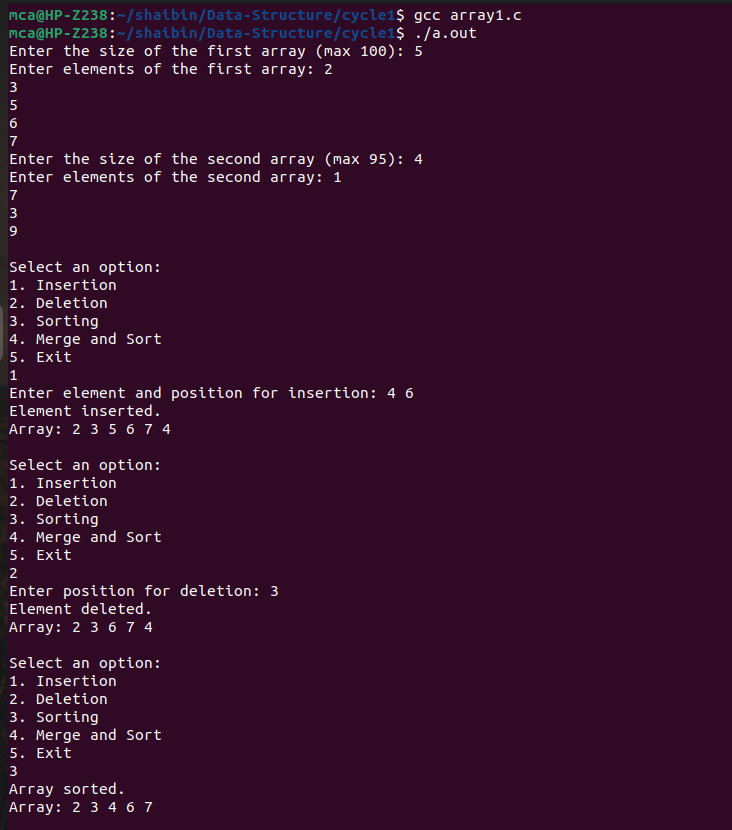 mca@HP-Z238:~/shaibin/Data-Structure/cycle1$ gcc array1.c
mca@HP-Z238:~/shaibin/Data-Structure/cycle1$ ./a.out
Enter the size of the first array (max 100): 5
Enter elements of the first array: 2
3
5
6
7
Enter the size of the second array (max 95): 4
Enter elements of the second array: 1
7
3
9
Select an option:
1. Insertion
2. Deletion
3. Sorting
4. Merge and Sort
5. Exit
1
Enter element and position for insertion: 4 6
Element inserted.
Array: 2 3 5 6 7 4
Select an option:
1. Insertion
2. Deletion
3. Sorting
4. Merge and Sort
5. Exit
2
Enter position for deletion: 3
Element deleted.
Array: 2 3 6 7 4
Select an option:
1. Insertion
2. Deletion
3. Sorting
4. Merge and Sort
5. Exit
3
Array sorted.
Array: 2 3 4 6 7